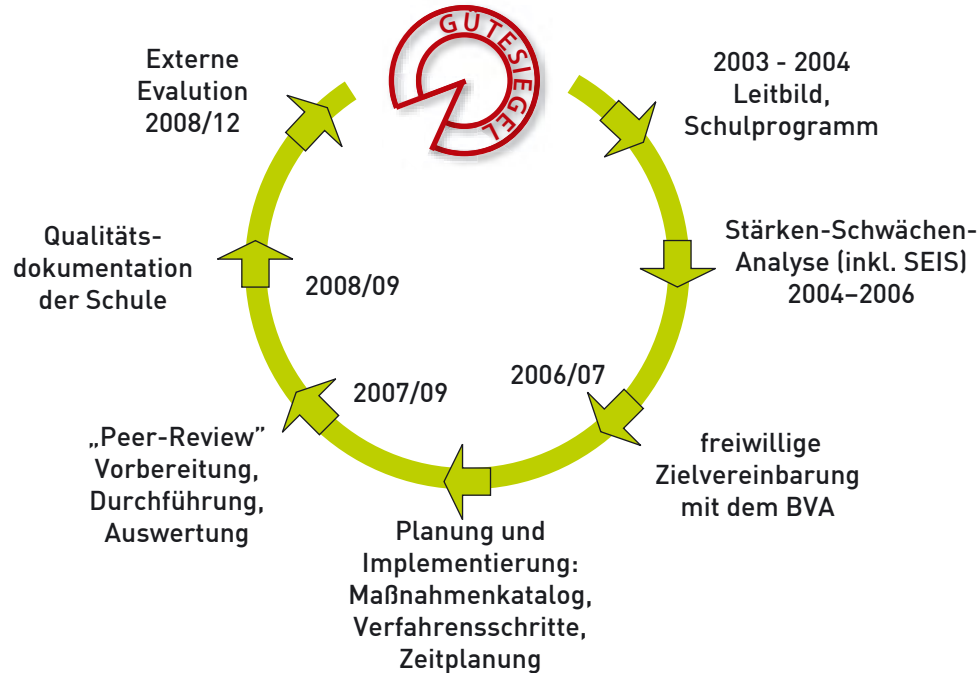 GÜTESIEGEL
2003 - 2004
Leitbild,
Schulprogramm
Stärken-Schwächen-
Analyse (inkl. SEIS)
2004–2006
2006/07
freiwillige
Zielvereinbarung
mit dem BVA
Planung und
Implementierung:
Maßnahmenkatalog,
Verfahrensschritte,
Zeitplanung
2007/09
„Peer-Review”
Vorbereitung,
Durchführung,
Auswertung
2008/09
Qualitäts-
dokumentation
der Schule
Externe
Evalution
2008/12